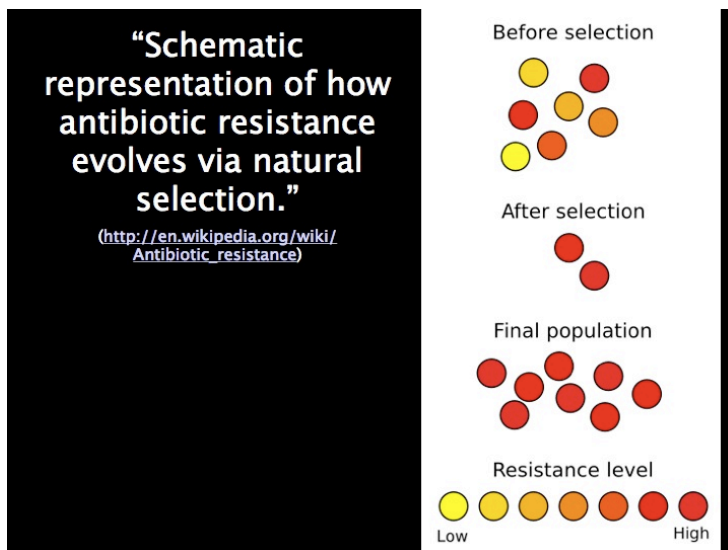 “Schematic
representation of how
antibiotic resistance
evolves via natural
selection.”
(http://en.wikipedia.org/wiki/
Antibiotic_resistance)
Before selection
After selection
Final population
Resistance level
Low
High